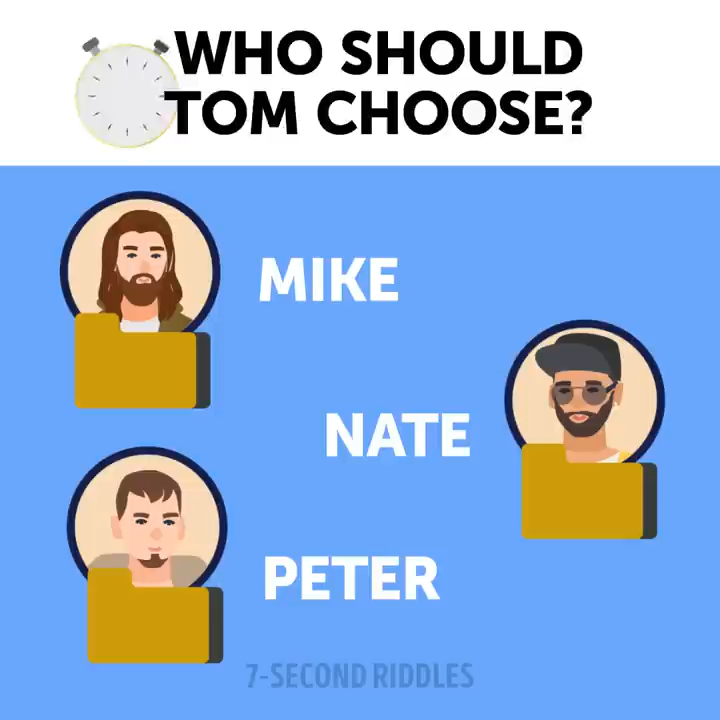 WHO SHOULD
TOM CHOOSE?
MIKE
NATE
PETER
7-SECOND RIDDLES